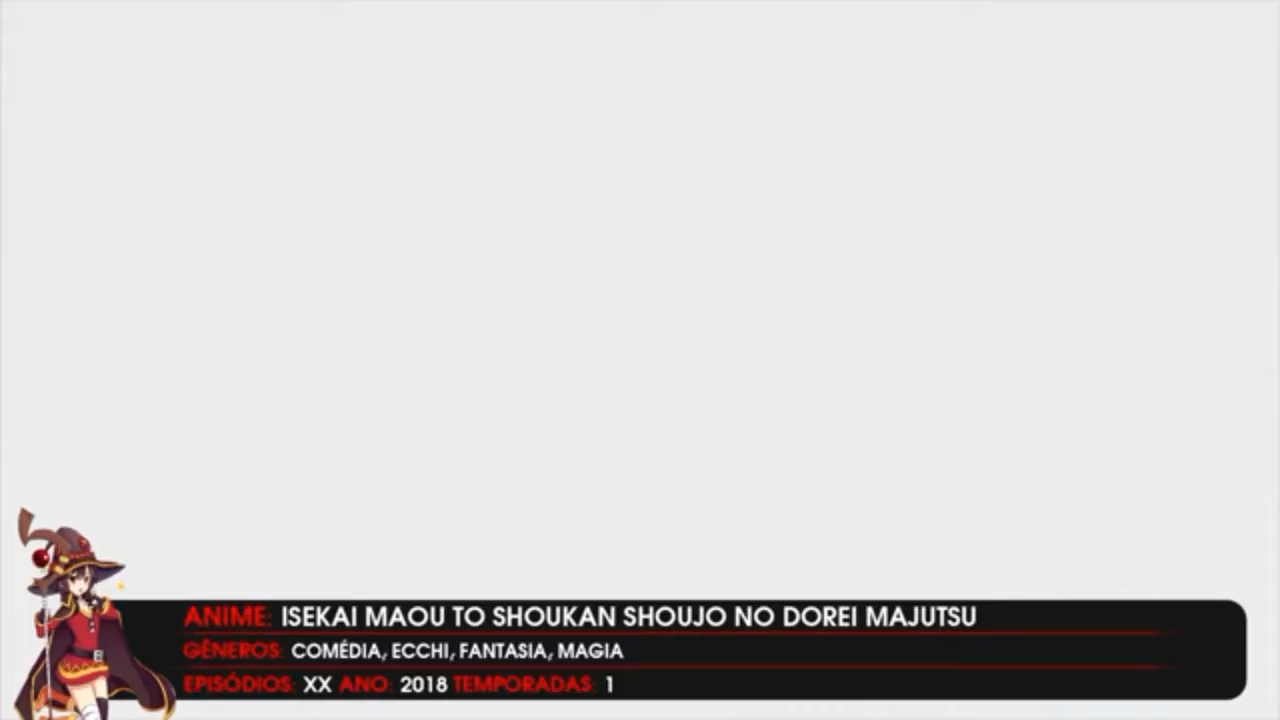 ANIME: ISEKAI MAOU TO SHOUKAN SHOUJO NO DOREI MAJUTSU
GÊNEROS: COMÉDIA, ECCHI, FANTASIA, MAGIA
EPISÓDIOS: XX ANO: 2018 TEMPORADAS: 1